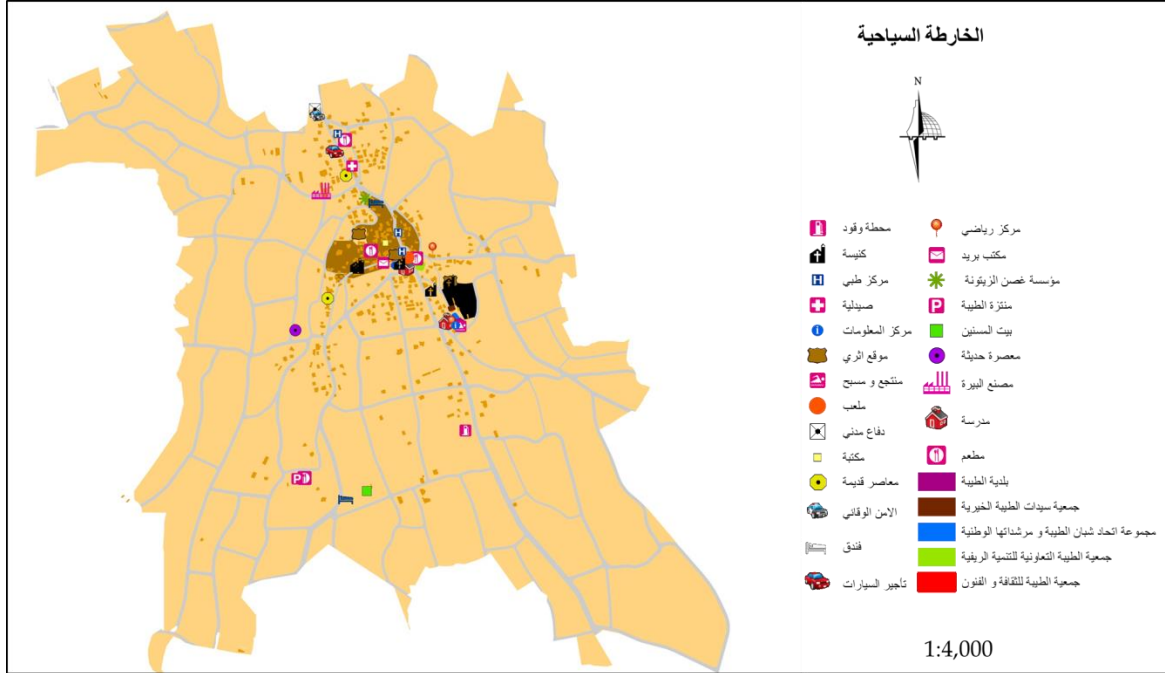 الخارطة السياحية
N
مركز رياضي
مكتب بريد
مؤسسة غصن الزيتونة
منتزة الطيبة
بيت المسنين
معصرة حديثة
مصنع البيرة
مدرسة
مطعم
بلدية الطيبة
جمعية سيدات الطيبة الخيرية
مجموعة اتحاد شبان الطيبة و مرشداتها الوطنية
جمعية الطيبة التعاونية للتنمية الريفية
جمعية الطيبة للثقافة و الفنون
محطة وقود
كنيسة
مركز طبي
صيدلية
مركز المعلومات
موقع اثري
منتجع و مسبح
ملعب
دفاع مدني
مكتبة
معاصر قديمة
الامن الوقائي
فندق
تأجير السيارات
1:4,000